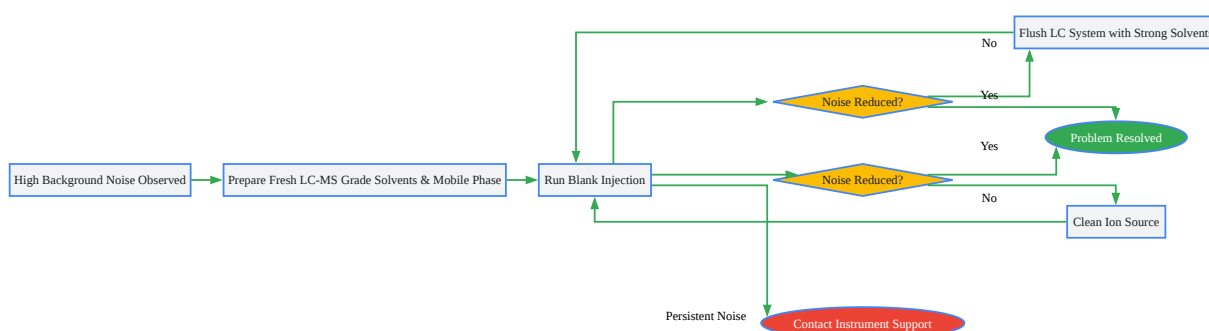 Flush LC System with Strong Solvents
No
Noise Reduced?
Yes
Problem Resolved
Yes
High Background Noise Observed
Prepare Fresh LC-MS Grade Solvents & Mobile Phase
Run Blank Injection
Noise Reduced?
No
Clean Ion Source
Persistent Noise
Contact Instrument Support